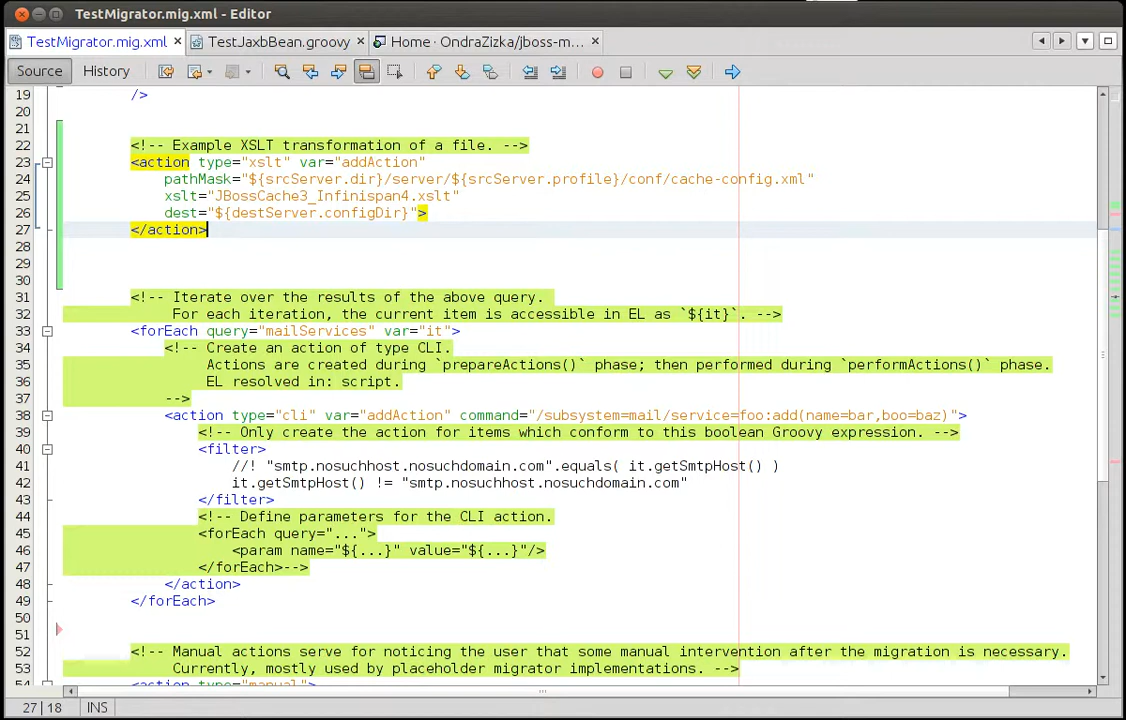 TestMigrator.mig.xml - Editor
TestMigrator.mig.xml × TestJaxbBean.groovy × Home · OndraZizka/jboss-m... ×
Source History
19 />
20
21
22 <!-- Example XSLT transformation of a file. -->
23 <action type="xslt" var="addAction"
24 pathMask="${srcServer.dir}/server/${srcServer.profile}/conf/cache-config.xml"
25 xslt="JBossCache3_Infinispan4.xslt"
26 dest="${destServer.configDir}">
27 </action>
28
29
30
31 <!-- Iterate over the results of the above query.
32 For each iteration, the current item is accessible in EL as `${it}`. -->
33 <forEach query="mailServices" var="it">
34 <!-- Create an action of type CLI.
35 Actions are created during `prepareActions()` phase; then performed during `performActions()` phase.
36 EL resolved in: script.
37 -->
38 <action type="cli" var="addAction" command="/subsystem=mail/service=foo:add(name=bar,boo=baz)">
39 <!-- Only create the action for items which conform to this boolean Groovy expression. -->
40 <filter>
41 //! "smtp.nosuchhost.nosuchdomain.com".equals( it.getSmtpHost() )
42 it.getSmtpHost() != "smtp.nosuchhost.nosuchdomain.com"
43 </filter>
44 <!-- Define parameters for the CLI action.
45 <forEach query="...">
46 <param name="${...}" value="${...}"/>
47 </forEach>-->
48 </action>
49 </forEach>
50
51
52 <!-- Manual actions serve for noticing the user that some manual intervention after the migration is necessary.
53 Currently, mostly used by placeholder migrator implementations. -->
54 <action type="manual">
27 | 18 INS